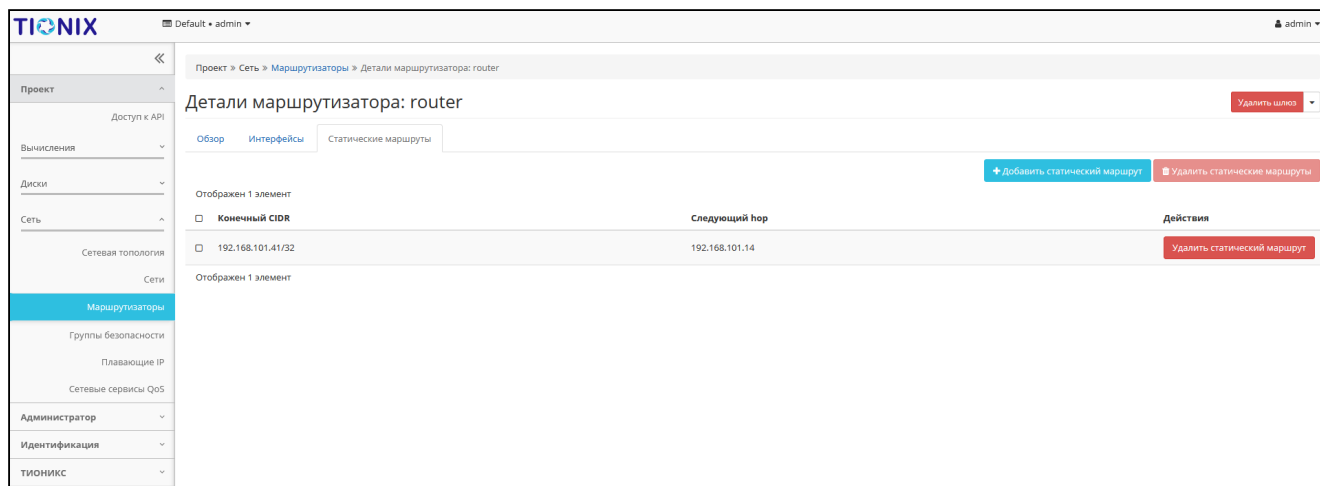 TIONIX
Default • admin
admin
Проект » Сеть » Маршрутизаторы » Детали маршрутизатора: router
Проект
Доступ к API
Вычисления
Диски
Сеть
Сетевая топология
Сети
Маршрутизаторы
Группы безопасности
Плавающие IP
Сетевые сервисы QoS
Администратор
Идентификация
ТИОНИКС
Детали маршрутизатора: router
Удалить шлюз
Обзор Интерфейсы Статические маршруты
Добавить статический маршрут Удалить статические маршруты
Отображен 1 элемент
Конечный CIDR Следующий hop Действия
192.168.101.41/32 192.168.101.14 Удалить статический маршрут
Отображен 1 элемент